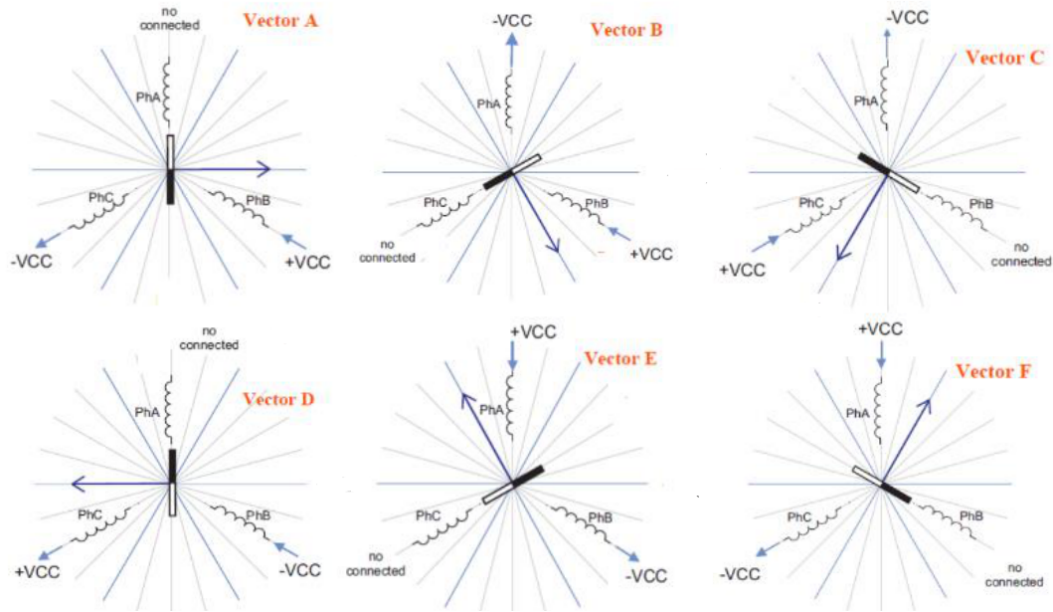 no
connected
Vector A
PhA
PhC
PhB
-VCC
+VCC
-VCC
Vector B
PhA
PhC
PhB
no
connected
+VCC
-VCC
Vector C
PhA
PhC
PhB
+VCC
no
connected
no
connected
Vector D
PhA
PhC
PhB
+VCC
-VCC
+VCC
Vector E
PhA
PhC
PhB
no
connected
-VCC
+VCC
Vector F
PhA
PhC
PhB
-VCC
no
connected